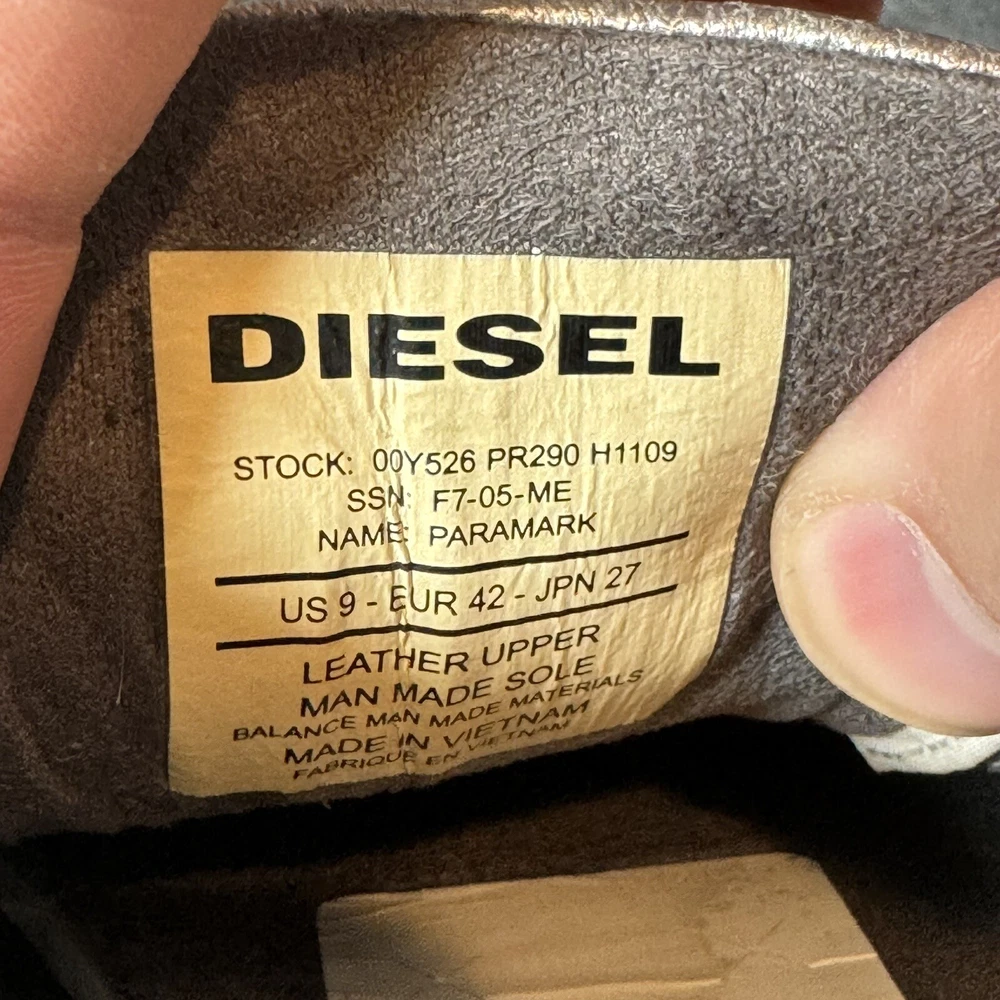 DIESEL
STOCK: 00Y526 PR290 H1109
SSN: F7-05-ME
NAME: PARAMARK
US 9 - EUR 42 - JPN 27
LEATHER UPPER
MAN MADE SOLE
BALANCE MAN MADE MATERIALS
MADE IN VIETNAM
FABRIQUE EN VIETNAM